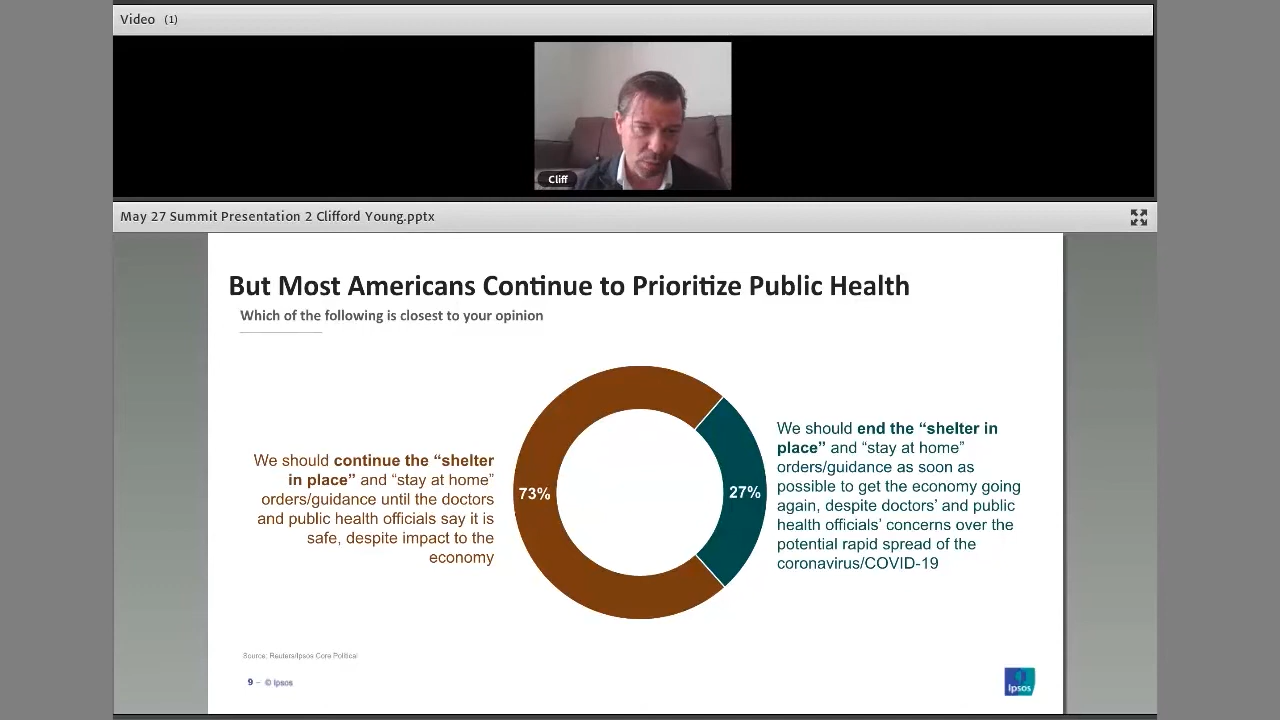 Video (1)
Cliff
May 27 Summit Presentation 2 Clifford Young.pptx
But Most Americans Continue to Prioritize Public Health
Which of the following is closest to your opinion
We should continue the “shelter
in place” and “stay at home”
orders/guidance until the doctors
and public health officials say it is
safe, despite impact to the
economy
73%
27%
We should end the “shelter in
place” and “stay at home”
orders/guidance as soon as
possible to get the economy going
again, despite doctors’ and public
health officials’ concerns over the
potential rapid spread of the
coronavirus/COVID-19
Source: Reuters/Ipsos Core Political
9 – © Ipsos
Ipsos